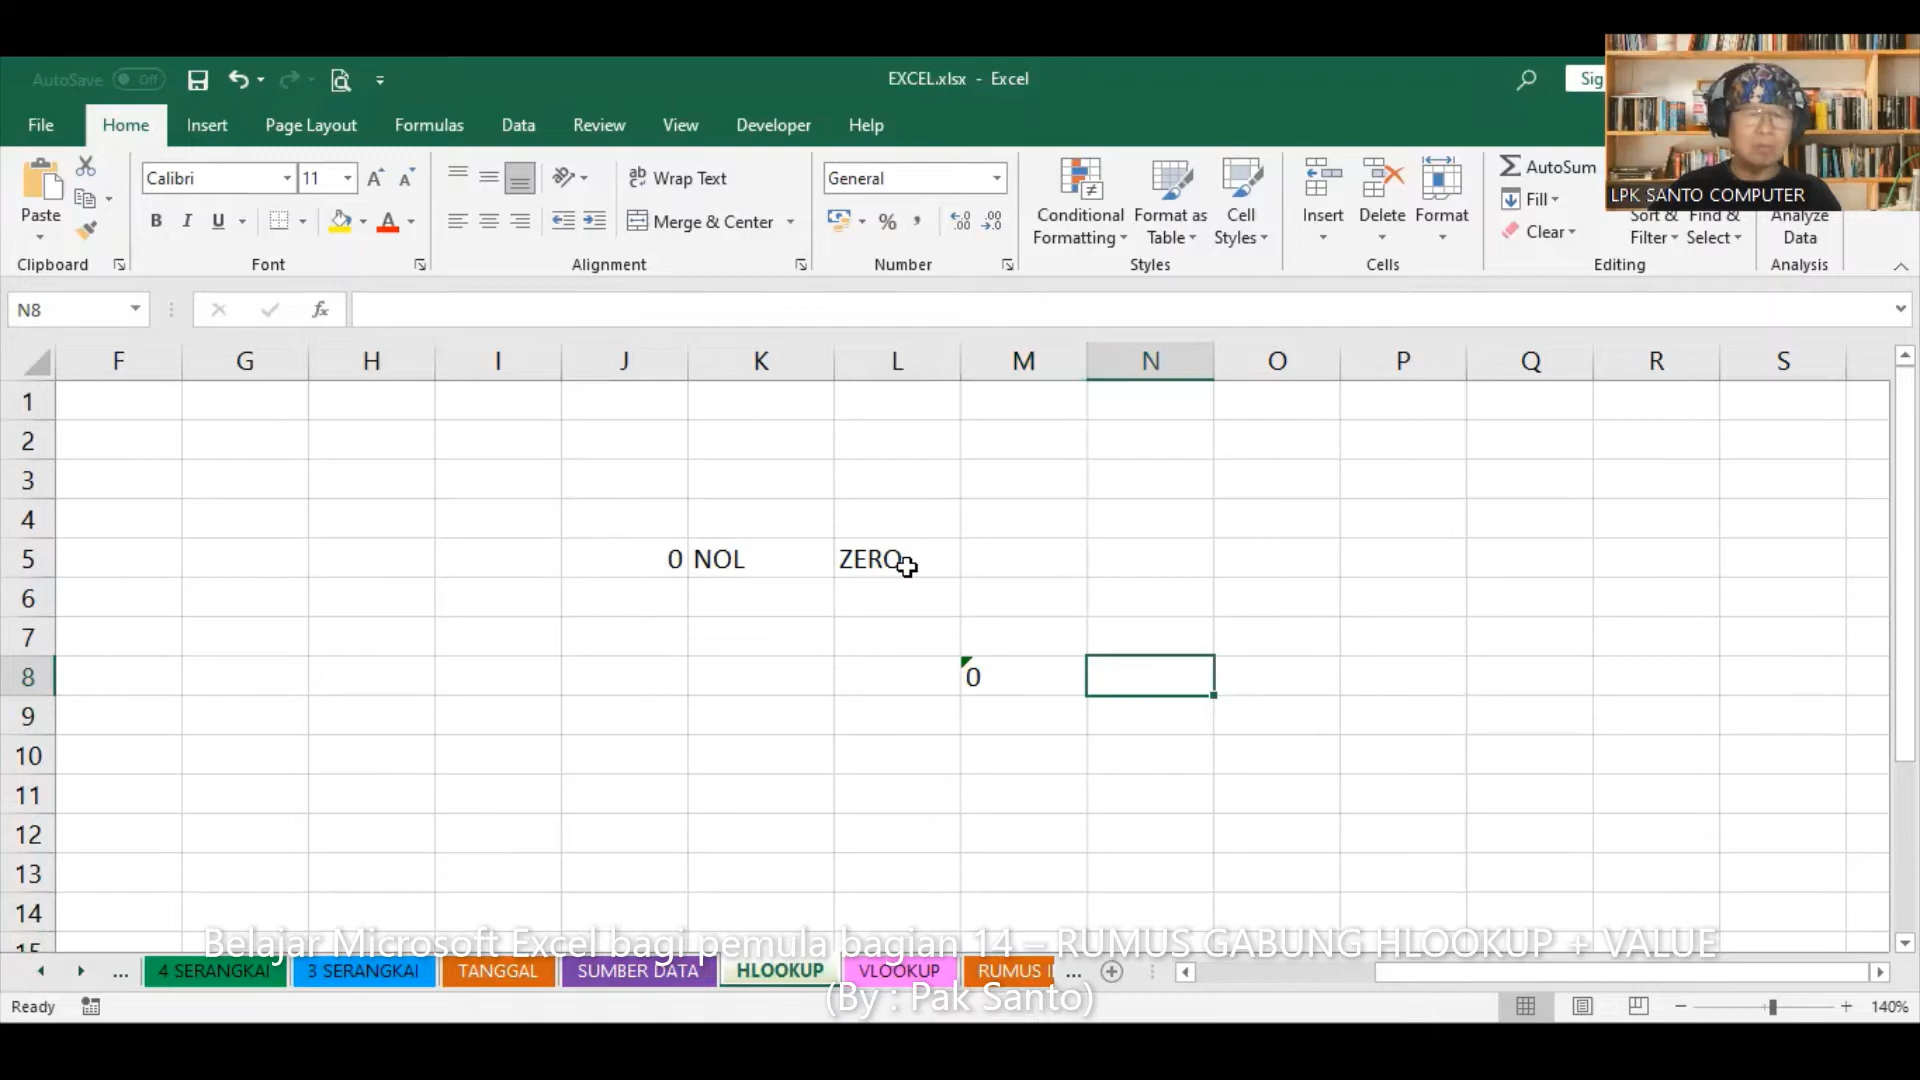 AutoSave Off
EXCEL.xlsx - Excel
Sig
LPK SANTO COMPUTER
File Home Insert Page Layout Formulas Data Review View Developer Help
Paste
Clipboard
Calibri 11
B I U
Font
Wrap Text
Merge & Center
Alignment
General
%
Number
Conditional Formatting
Format as Table
Cell Styles
Styles
Insert Delete Format
Cells
AutoSum
Fill
Clear
Sort & Filter
Find & Select
Editing
Analyze Data
Analysis
N8
fx
F G H I J K L M N O P Q R S
1
2
3
4
5 0 NOL ZERO
6
7
8 0
9
10
11
12
13
14
15
Belajar Microsoft Excel bagi pemula bagian 14 – RUMUS GABUNG HLOOKUP + VALUE
(By : Pak Santo)
... 4 SERANGKAI 3 SERANGKAI TANGGAL SUMBER DATA HLOOKUP VLOOKUP RUMUS I ...
Ready
140%